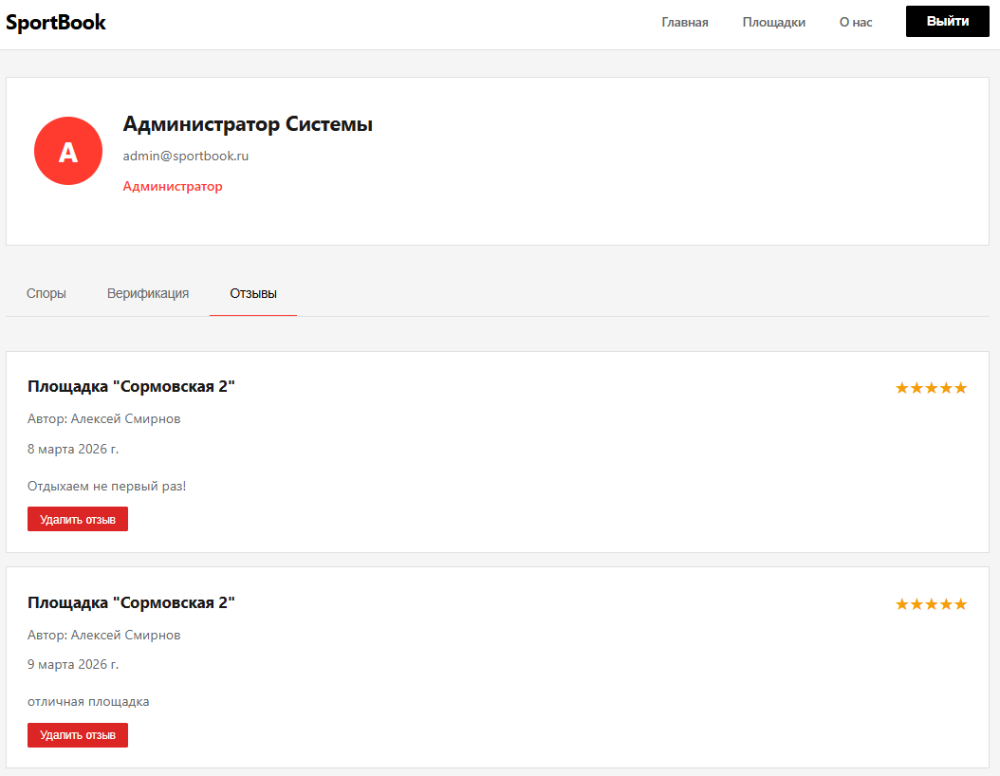 SportBook
Главная Площадки О нас Выйти
А
Администратор Системы
admin@sportbook.ru
Администратор
Споры Верификация Отзывы
Площадка "Сормовская 2" ★★★★★
Автор: Алексей Смирнов
8 марта 2026 г.
Отдыхаем не первый раз!
Удалить отзыв
Площадка "Сормовская 2" ★★★★★
Автор: Алексей Смирнов
9 марта 2026 г.
отличная площадка
Удалить отзыв